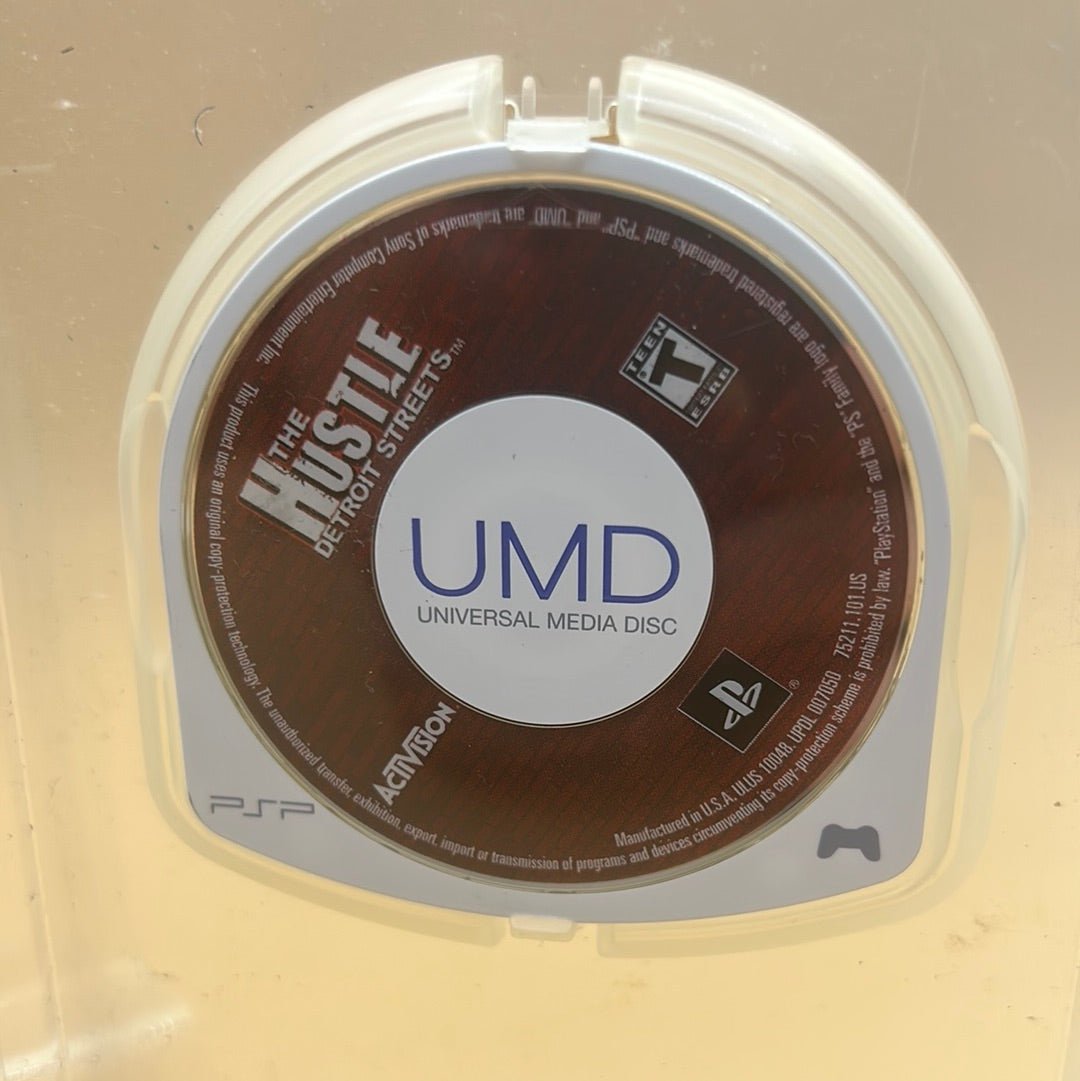 THE
HUSTLE
DETROIT STREETS™
TEEN
T
ESRB
UMD
UNIVERSAL MEDIA DISC
ACTIVISION
PSP
®
Manufactured in U.S.A. ULUS 10048. UPDL 007050 75211.101.US
This product uses an original copy-protection technology. The unauthorized transfer, exhibition, export, import or transmission of programs and devices circumventing its copy-protection scheme is prohibited by law. "PlayStation" and the "PS" Family logo are registered trademarks and "PSP" and "UMD" are trademarks of Sony Computer Entertainment Inc.